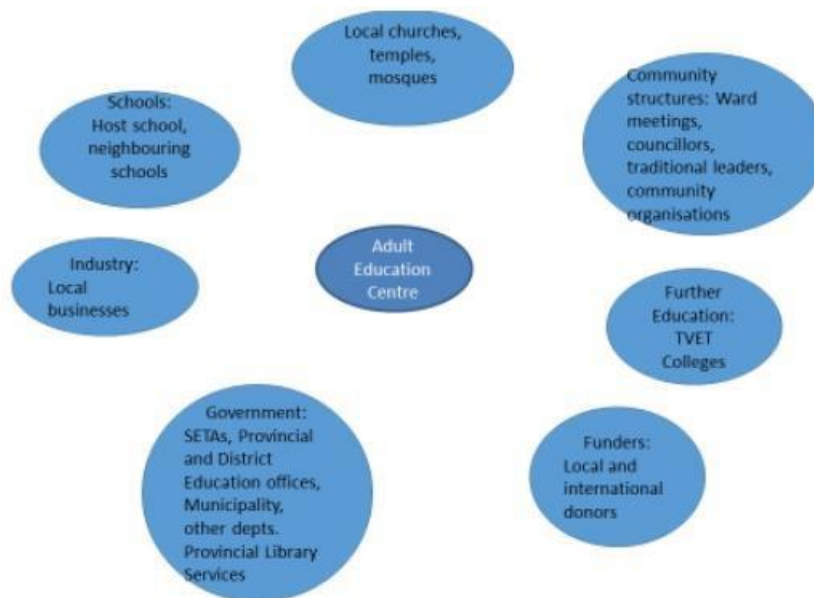 Local churches,
temples,
mosques
Community
structures: Ward
meetings,
councillors,
traditional leaders,
community
organisations
Schools:
Host school,
neighbouring
schools
Adult
Education
Centre
Industry:
Local
businesses
Further
Education:
TVET
Colleges
Government:
SETAs, Provincial
and District
Education offices,
Municipality,
other depts.
Provincial Library
Services
Funders:
Local and
international
donors